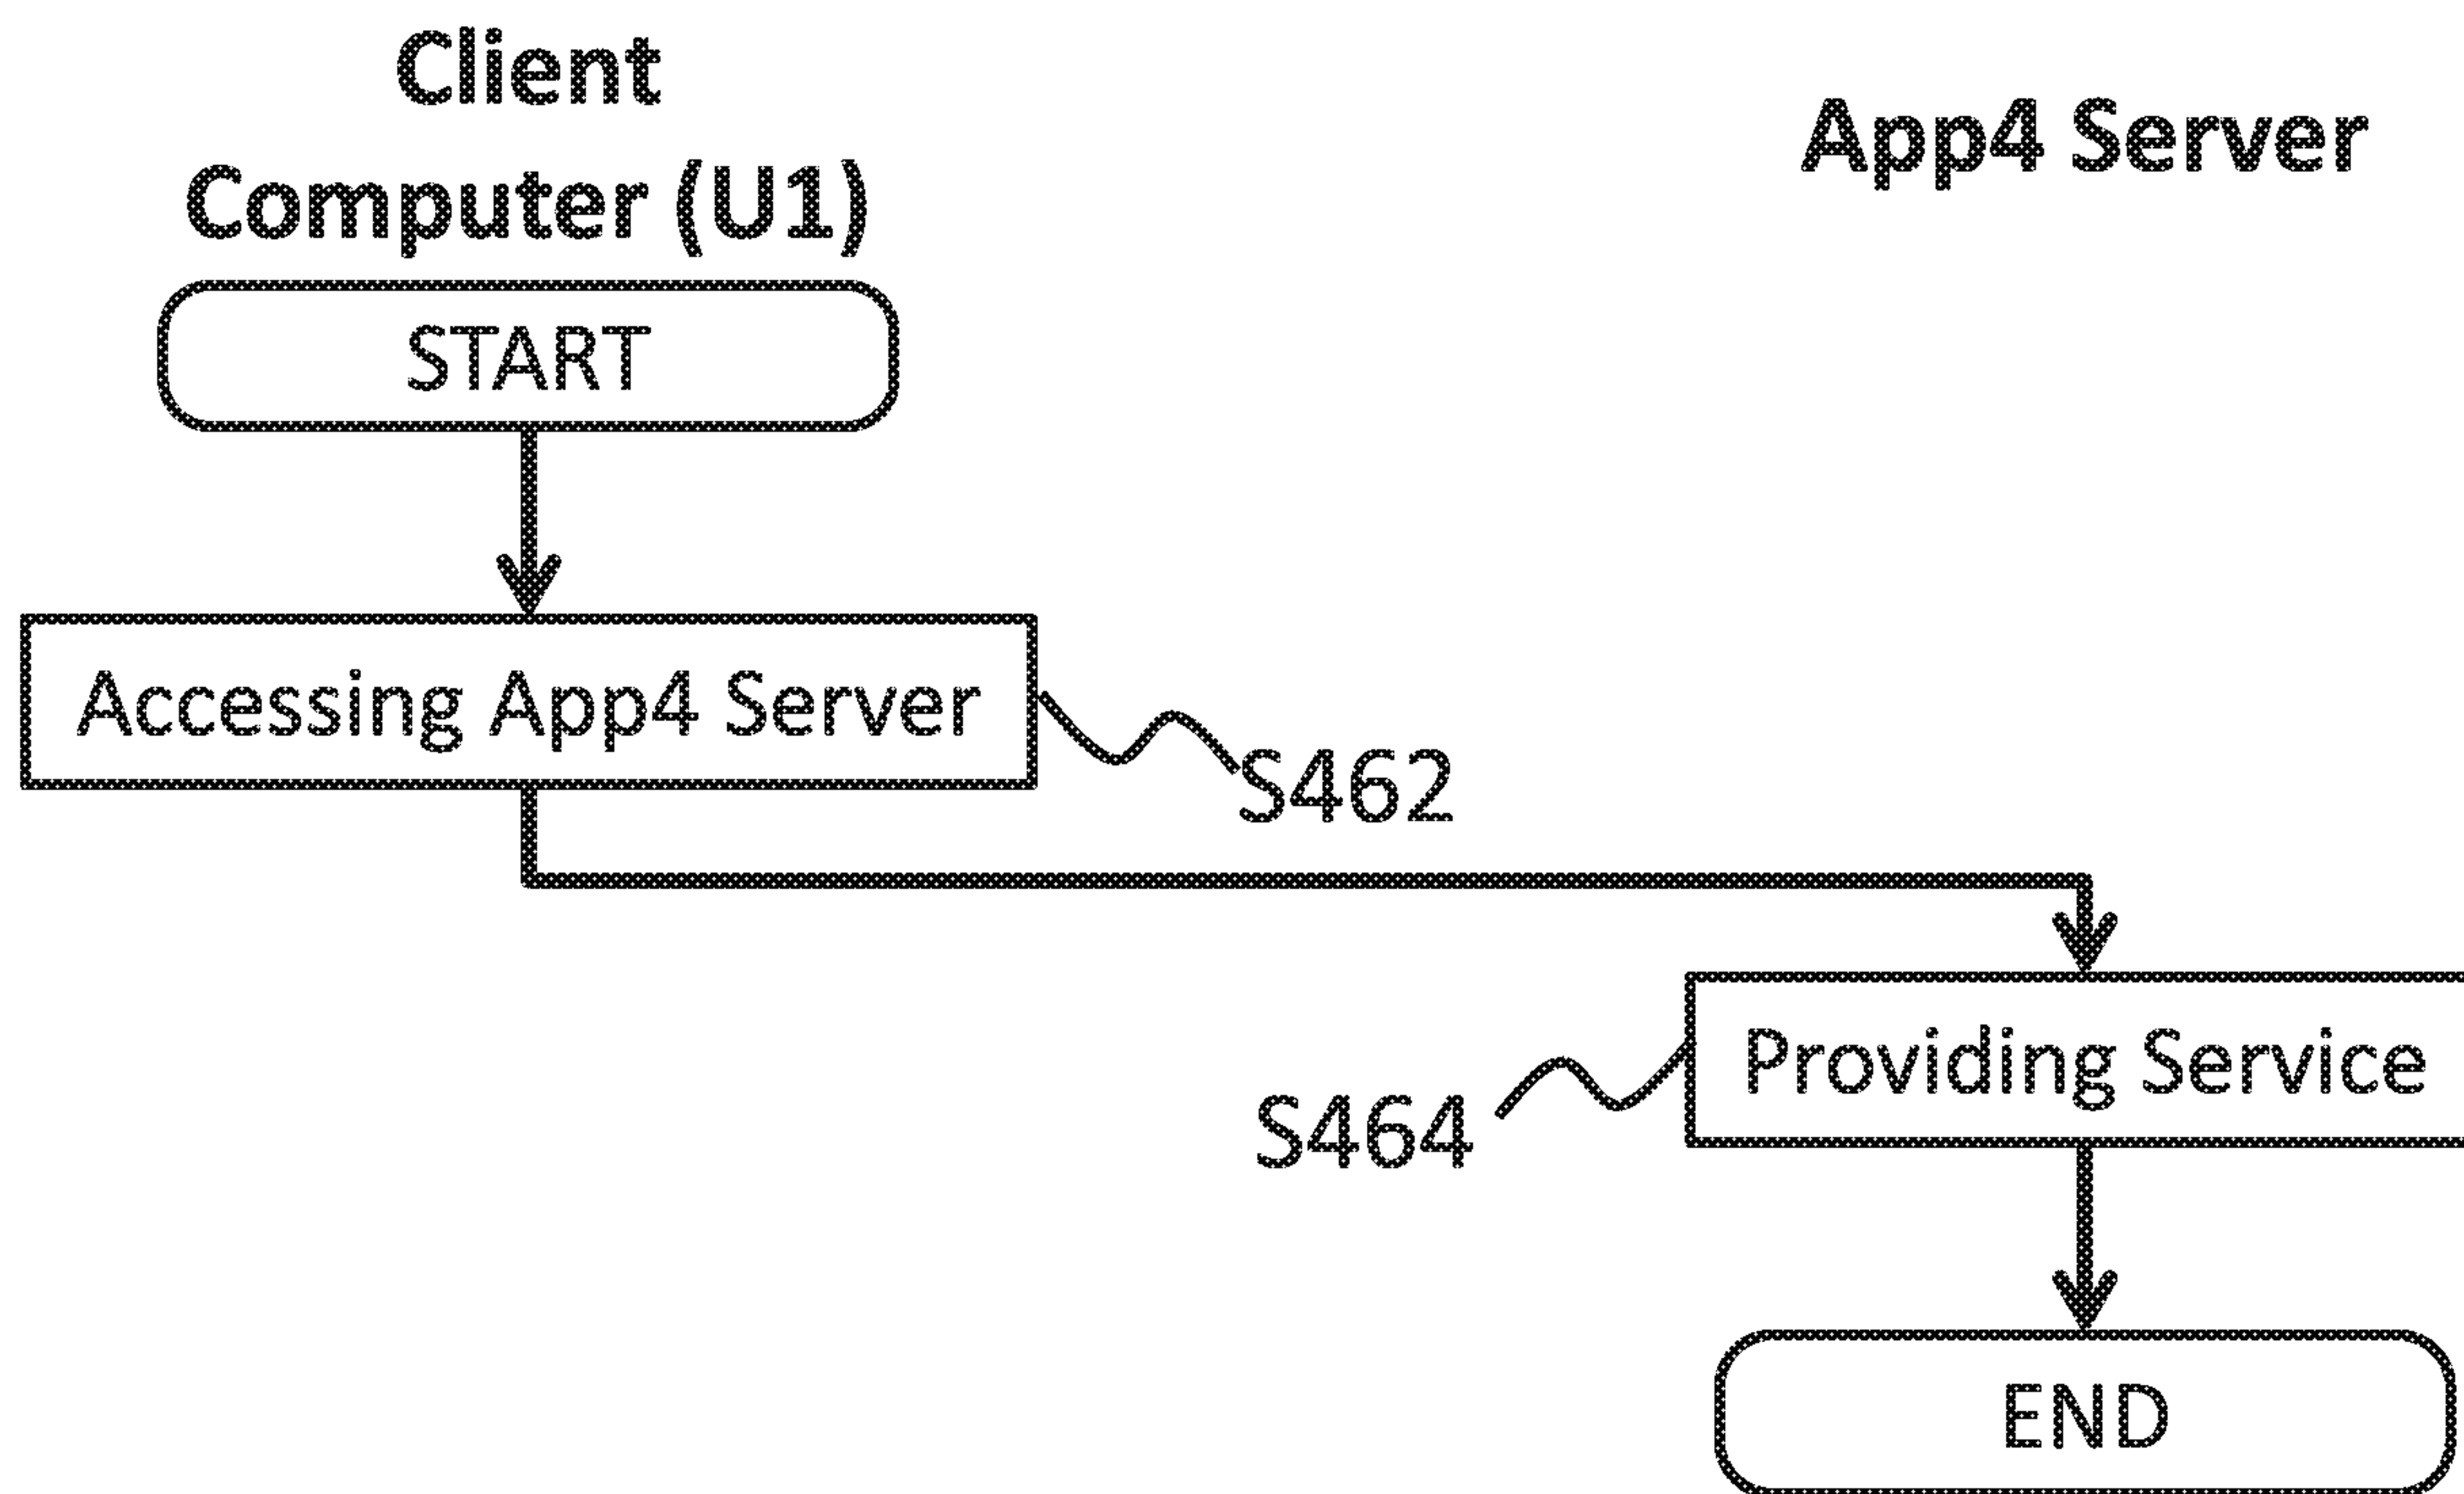 Client
Computer (U1)
App4 Server
START
Accessing App4 Server
S462
Providing Service
S464
END